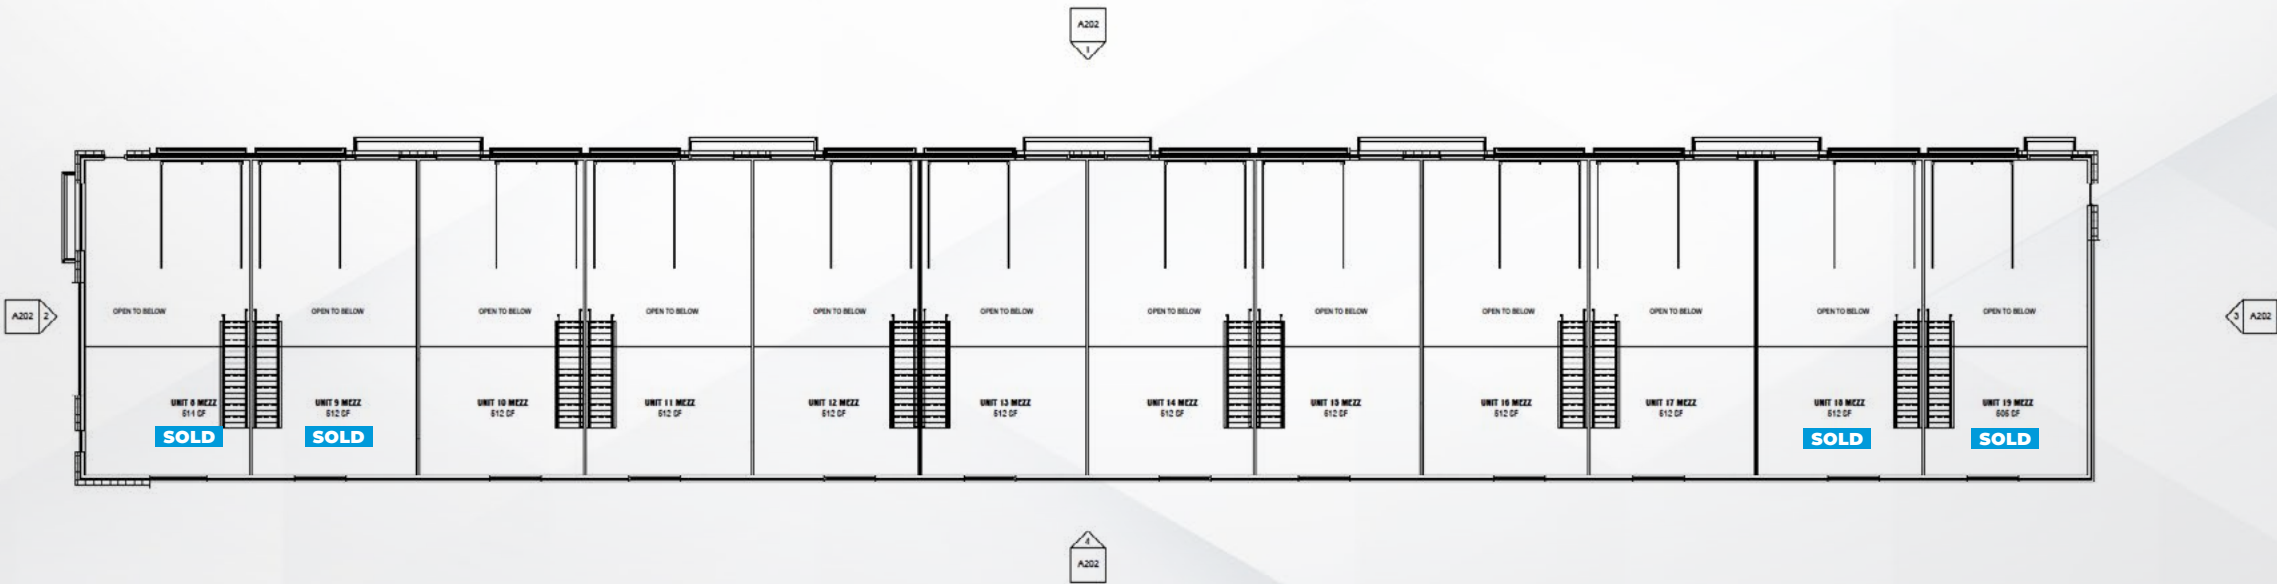 A202
1
A202 2
3 A202
OPEN TO BELOW
OPEN TO BELOW
OPEN TO BELOW
OPEN TO BELOW
OPEN TO BELOW
OPEN TO BELOW
OPEN TO BELOW
OPEN TO BELOW
OPEN TO BELOW
OPEN TO BELOW
OPEN TO BELOW
OPEN TO BELOW
UNIT 8 MEZZ
514 SF
SOLD
UNIT 9 MEZZ
512 SF
SOLD
UNIT 10 MEZZ
512 SF
UNIT 11 MEZZ
512 SF
UNIT 12 MEZZ
512 SF
UNIT 13 MEZZ
512 SF
UNIT 14 MEZZ
512 SF
UNIT 15 MEZZ
512 SF
UNIT 16 MEZZ
512 SF
UNIT 17 MEZZ
512 SF
UNIT 18 MEZZ
512 SF
SOLD
UNIT 19 MEZZ
SOLD
4
A202